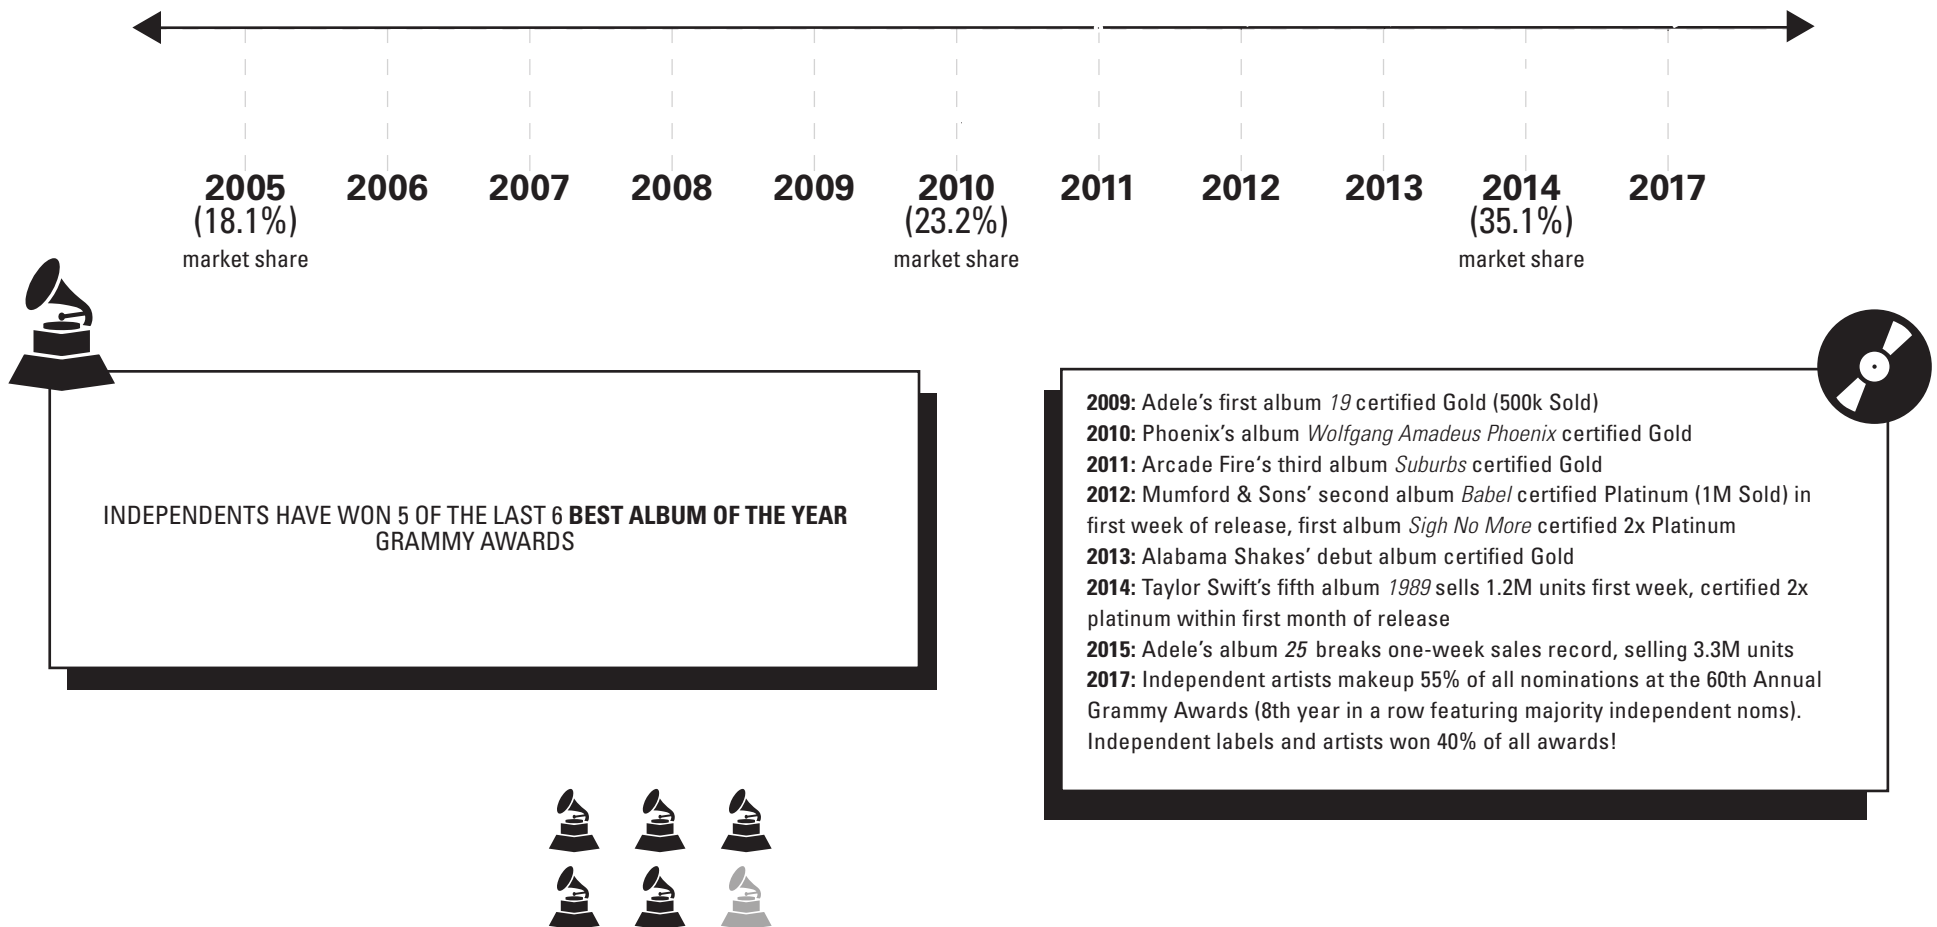 2005 2006 2007 2008 2009 2010 2011 2012 2013 2014 2017
(18.1%) (23.2%) (35.1%)
market share market share market share
INDEPENDENTS HAVE WON 5 OF THE LAST 6 BEST ALBUM OF THE YEAR
GRAMMY AWARDS
2009: Adele’s first album 19 certified Gold (500k Sold)
2010: Phoenix’s album Wolfgang Amadeus Phoenix certified Gold
2011: Arcade Fire‘s third album Suburbs certified Gold
2012: Mumford & Sons’ second album Babel certified Platinum (1M Sold) in
first week of release, first album Sigh No More certified 2x Platinum
2013: Alabama Shakes’ debut album certified Gold
2014: Taylor Swift’s fifth album 1989 sells 1.2M units first week, certified 2x
platinum within first month of release
2015: Adele’s album 25 breaks one-week sales record, selling 3.3M units
2017: Independent artists makeup 55% of all nominations at the 60th Annual
Grammy Awards (8th year in a row featuring majority independent noms).
Independent labels and artists won 40% of all awards!